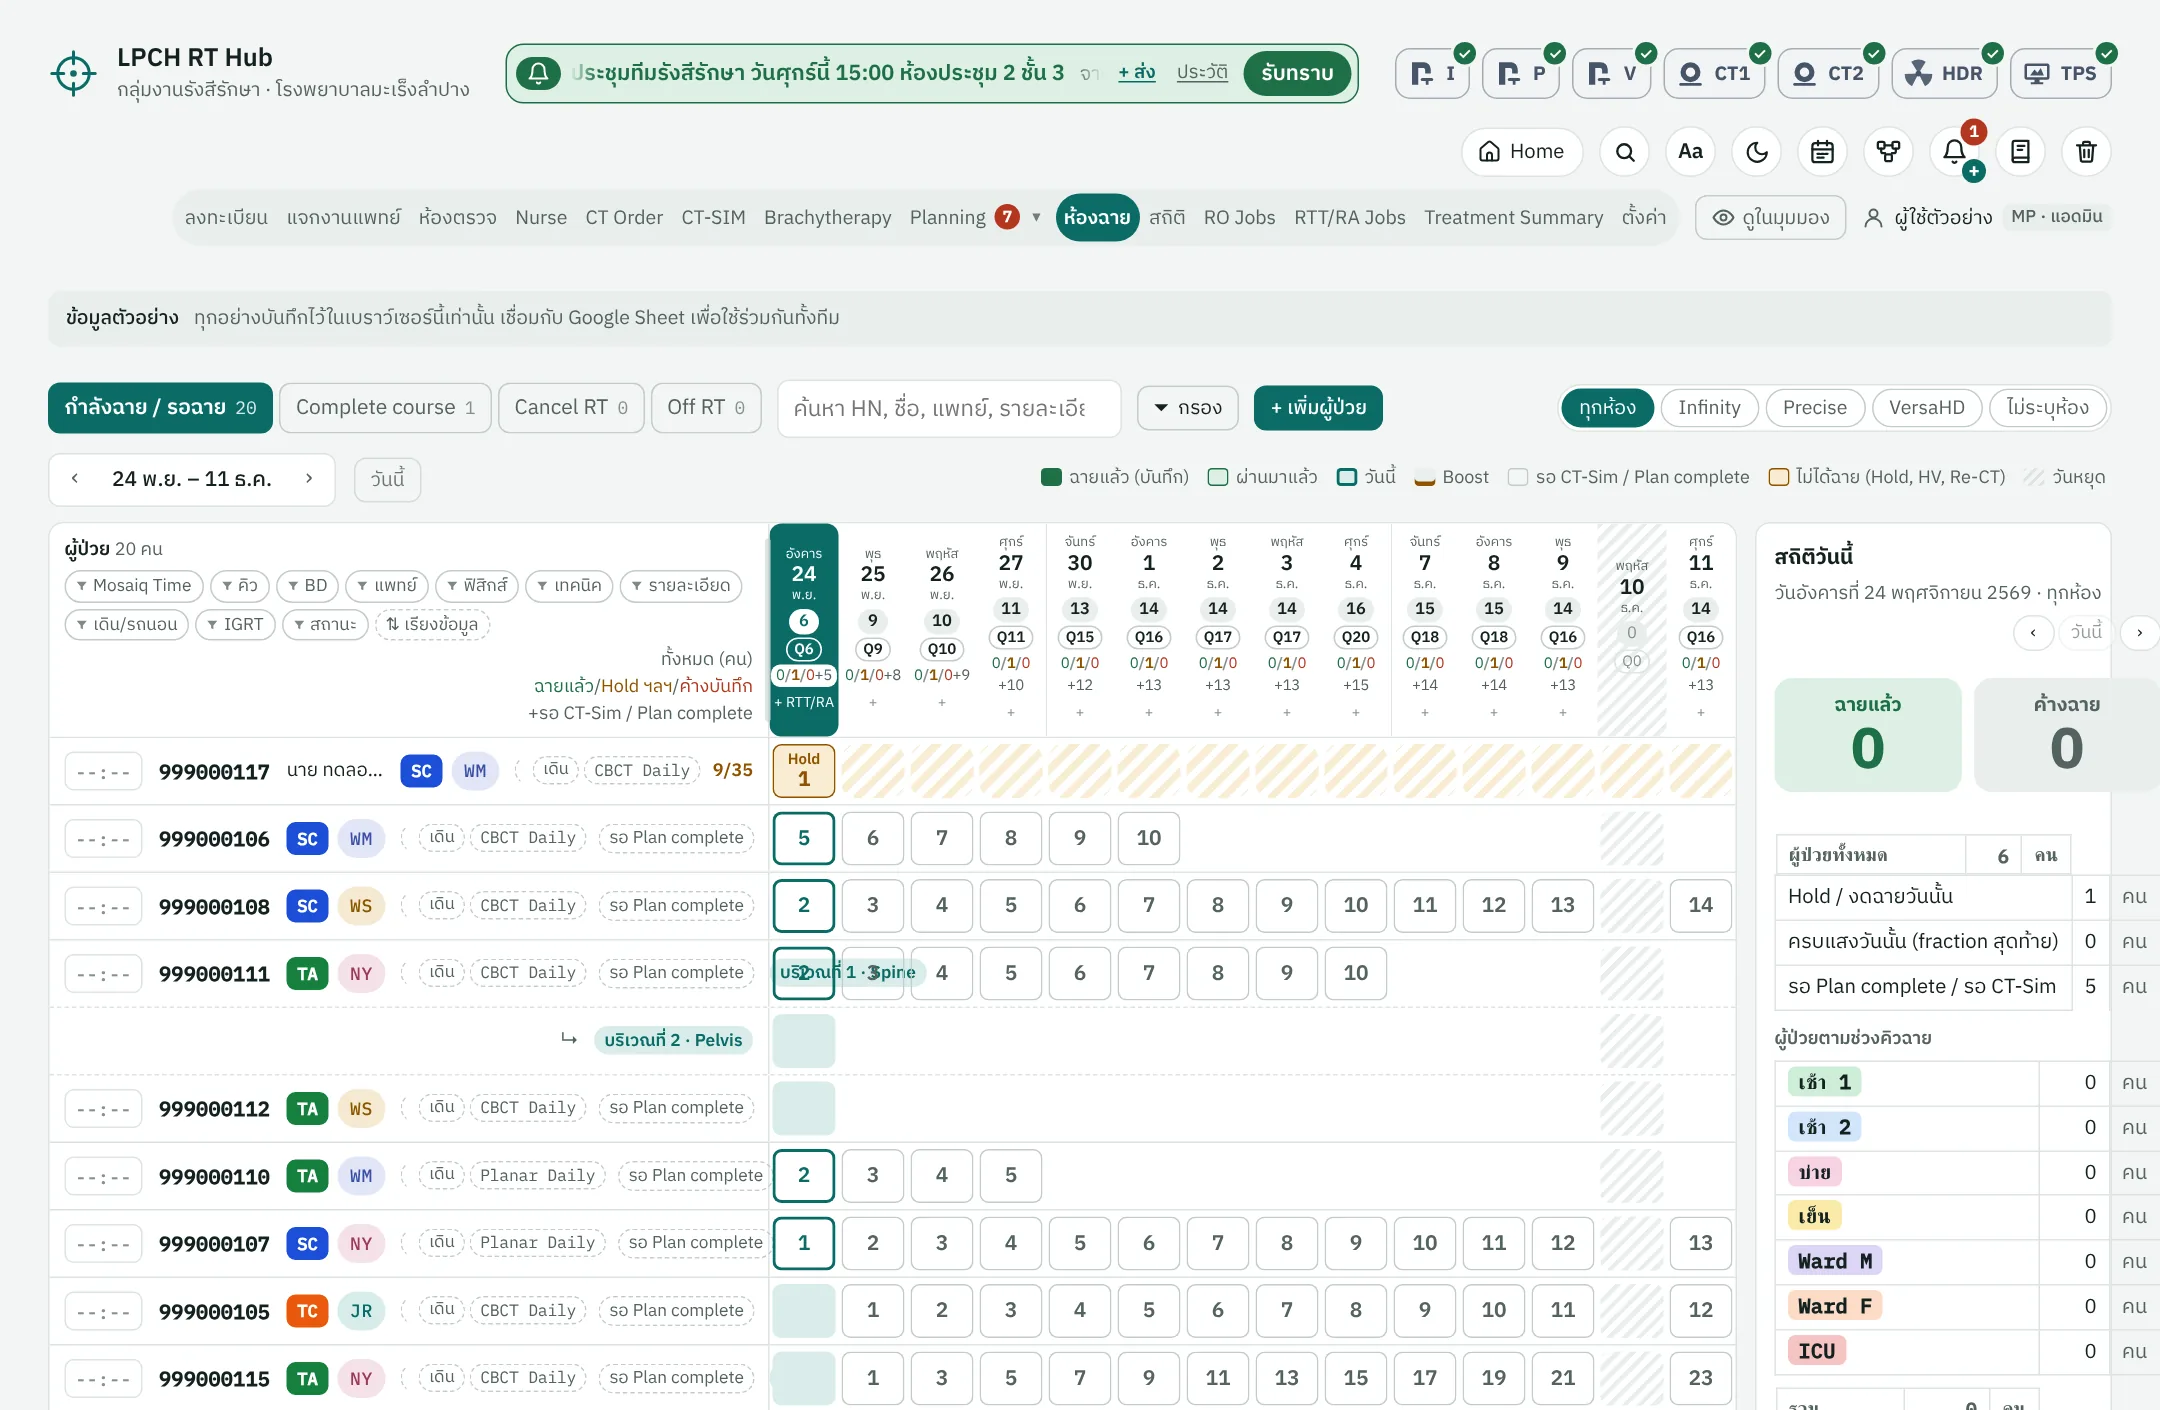 LPCH RT Hub
กลุ่มงานรังสีรักษา · โรงพยาบาลมะเร็งลำปาง
ประชุมทีมรังสีรักษา วันศุกร์นี้ 15:00 ห้องประชุม 2 ชั้น 3
+ ส่ง ประวัติ รับทราบ
I P V CT1 CT2 HDR TPS
Home Aa 1 +
ลงทะเบียน แจกงานแพทย์ ห้องตรวจ Nurse CT Order CT-SIM Brachytherapy Planning 7 ▼ ห้องฉาย สถิติ RO Jobs RTT/RA Jobs Treatment Summary ตั้งค่า ดูในมุมมอง ผู้ใช้ตัวอย่าง MP · แอดมิน
ข้อมูลตัวอย่าง ทุกอย่างบันทึกไว้ในเบราว์เซอร์นี้เท่านั้น เชื่อมกับ Google Sheet เพื่อใช้ร่วมกันทั้งทีม
กำลังฉาย / รอฉาย 20 Complete course 1 Cancel RT 0 Off RT 0 ค้นหา HN, ชื่อ, แพทย์, รายละเอีย ▼ กรอง + เพิ่มผู้ป่วย ทุกห้อง Infinity Precise VersaHD ไม่ระบุห้อง
‹ 24 พ.ย. – 11 ธ.ค. › วันนี้
ฉายแล้ว (บันทึก) ผ่านมาแล้ว วันนี้ Boost รอ CT-Sim / Plan complete ไม่ได้ฉาย (Hold, HV, Re-CT) วันหยุด
ผู้ป่วย 20 คน
Mosaiq Time คิว BD แพทย์ ฟิสิกส์ เทคนิค รายละเอียด
เดิน/รถนอน IGRT สถานะ ⇅ เรียงข้อมูล
ทั้งหมด (คน)
ฉายแล้ว/Hold ฯลฯ/ค้างบันทึก
+รอ CT-Sim / Plan complete
อังคาร 24 พ.ย. 6 Q6 0/1/0+5 + RTT/RA
พุธ 25 พ.ย. 9 Q9 0/1/0+8 +
พฤหัส 26 พ.ย. 10 Q10 0/1/0+9 +
ศุกร์ 27 พ.ย. 11 Q11 0/1/0 +10 +
จันทร์ 30 พ.ย. 13 Q15 0/1/0 +12 +
อังคาร 1 ธ.ค. 14 Q16 0/1/0 +13 +
พุธ 2 ธ.ค. 14 Q17 0/1/0 +13 +
พฤหัส 3 ธ.ค. 14 Q17 0/1/0 +13 +
ศุกร์ 4 ธ.ค. 16 Q20 0/1/0 +15 +
จันทร์ 7 ธ.ค. 15 Q18 0/1/0 +14 +
อังคาร 8 ธ.ค. 15 Q18 0/1/0 +14 +
พุธ 9 ธ.ค. 14 Q16 0/1/0 +13 +
พฤหัส 10 ธ.ค. 0 Q0
ศุกร์ 11 ธ.ค. 14 Q16 0/1/0 +13 +
--:-- 999000117 นาย ทดลอ... SC WM เดิน CBCT Daily 9/35 Hold 1
--:-- 999000106 SC WM เดิน CBCT Daily รอ Plan complete 5 6 7 8 9 10
--:-- 999000108 SC WS เดิน CBCT Daily รอ Plan complete 2 3 4 5 6 7 8 9 10 11 12 13 14
--:-- 999000111 TA NY เดิน CBCT Daily รอ Plan complete บริเวณที่ 1 · Spine 2 3 4 5 6 7 8 9 10
↳ บริเวณที่ 2 · Pelvis
--:-- 999000112 TA WS เดิน CBCT Daily รอ Plan complete
--:-- 999000110 TA WM เดิน Planar Daily รอ Plan complete 2 3 4 5
--:-- 999000107 SC NY เดิน Planar Daily รอ Plan complete 1 2 3 4 5 6 7 8 9 10 11 12 13
--:-- 999000105 TC JR เดิน CBCT Daily รอ Plan complete 1 2 3 4 5 6 7 8 9 10 11 12
--:-- 999000115 TA NY เดิน CBCT Daily รอ Plan complete 1 3 5 7 9 11 13 15 17 19 21 23
สถิติวันนี้
วันอังคารที่ 24 พฤศจิกายน 2569 · ทุกห้อง
‹ วันนี้ ›
ฉายแล้ว 0
ค้างฉาย 0
ผู้ป่วยทั้งหมด 6 คน
Hold / งดฉายวันนั้น 1 คน
ครบแสงวันนั้น (fraction สุดท้าย) 0 คน
รอ Plan complete / รอ CT-Sim 5 คน
ผู้ป่วยตามช่วงคิวฉาย
เช้า 1 0 คน
เช้า 2 0 คน
บ่าย 0 คน
เย็น 0 คน
Ward M 0 คน
Ward F 0 คน
ICU 0 คน
รวม 0 คน